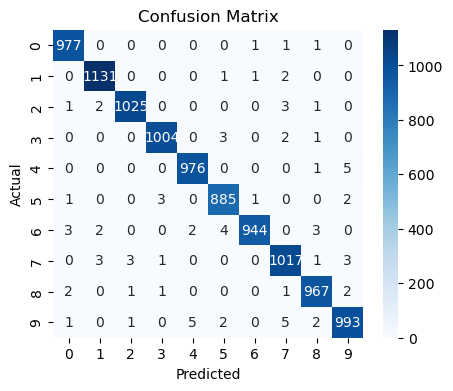 Confusion Matrix
0 977 0 0 0 0 0 1 1 1 0
1 0 1131 0 0 0 1 1 2 0 0
2 1 2 1025 0 0 0 0 3 1 0
3 0 0 0 1004 0 3 0 2 1 0
4 0 0 0 0 976 0 0 0 1 5
5 1 0 0 3 0 885 1 0 0 2
6 3 2 0 0 2 4 944 0 3 0
7 0 3 3 1 0 0 0 1017 1 3
8 2 0 1 1 0 0 0 1 967 2
9 1 0 1 0 5 2 0 5 2 993
0 1 2 3 4 5 6 7 8 9
Predicted
Actual
1000
800
600
400
200
0